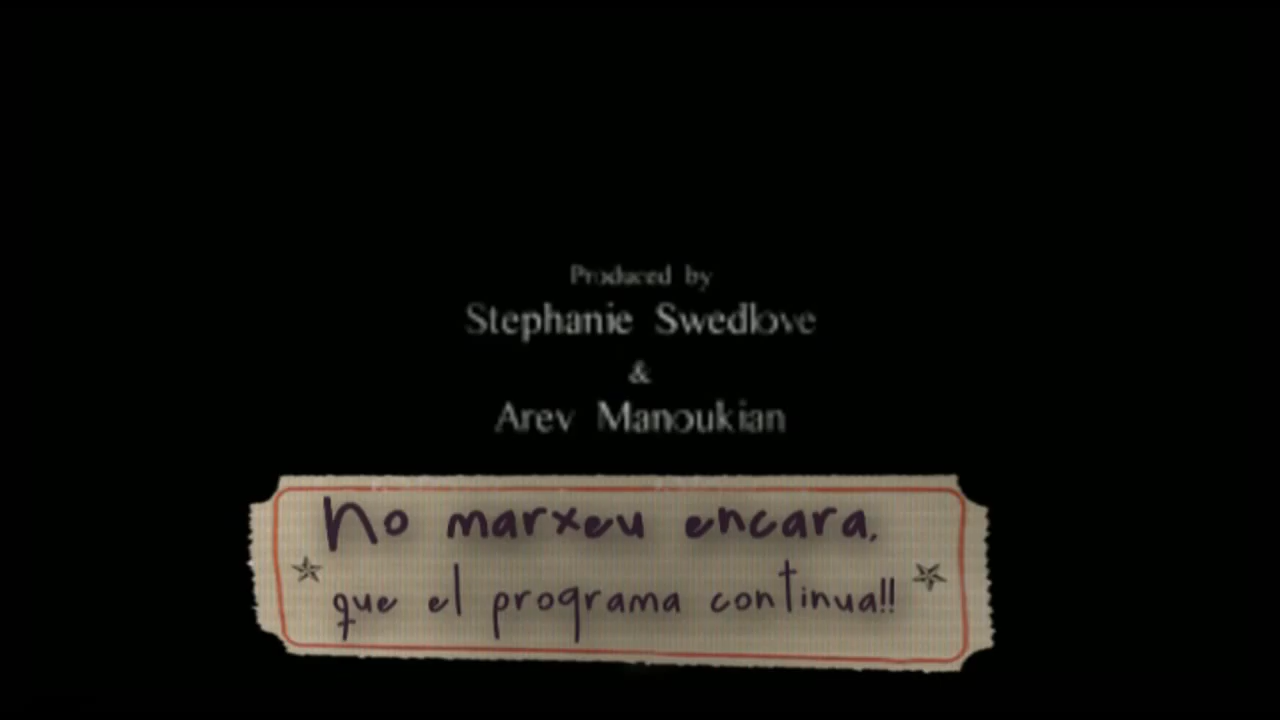 Produced by
Stephanie Swedlove
&
Arev Manoukian
No marxeu encara,
que el programa continua!!